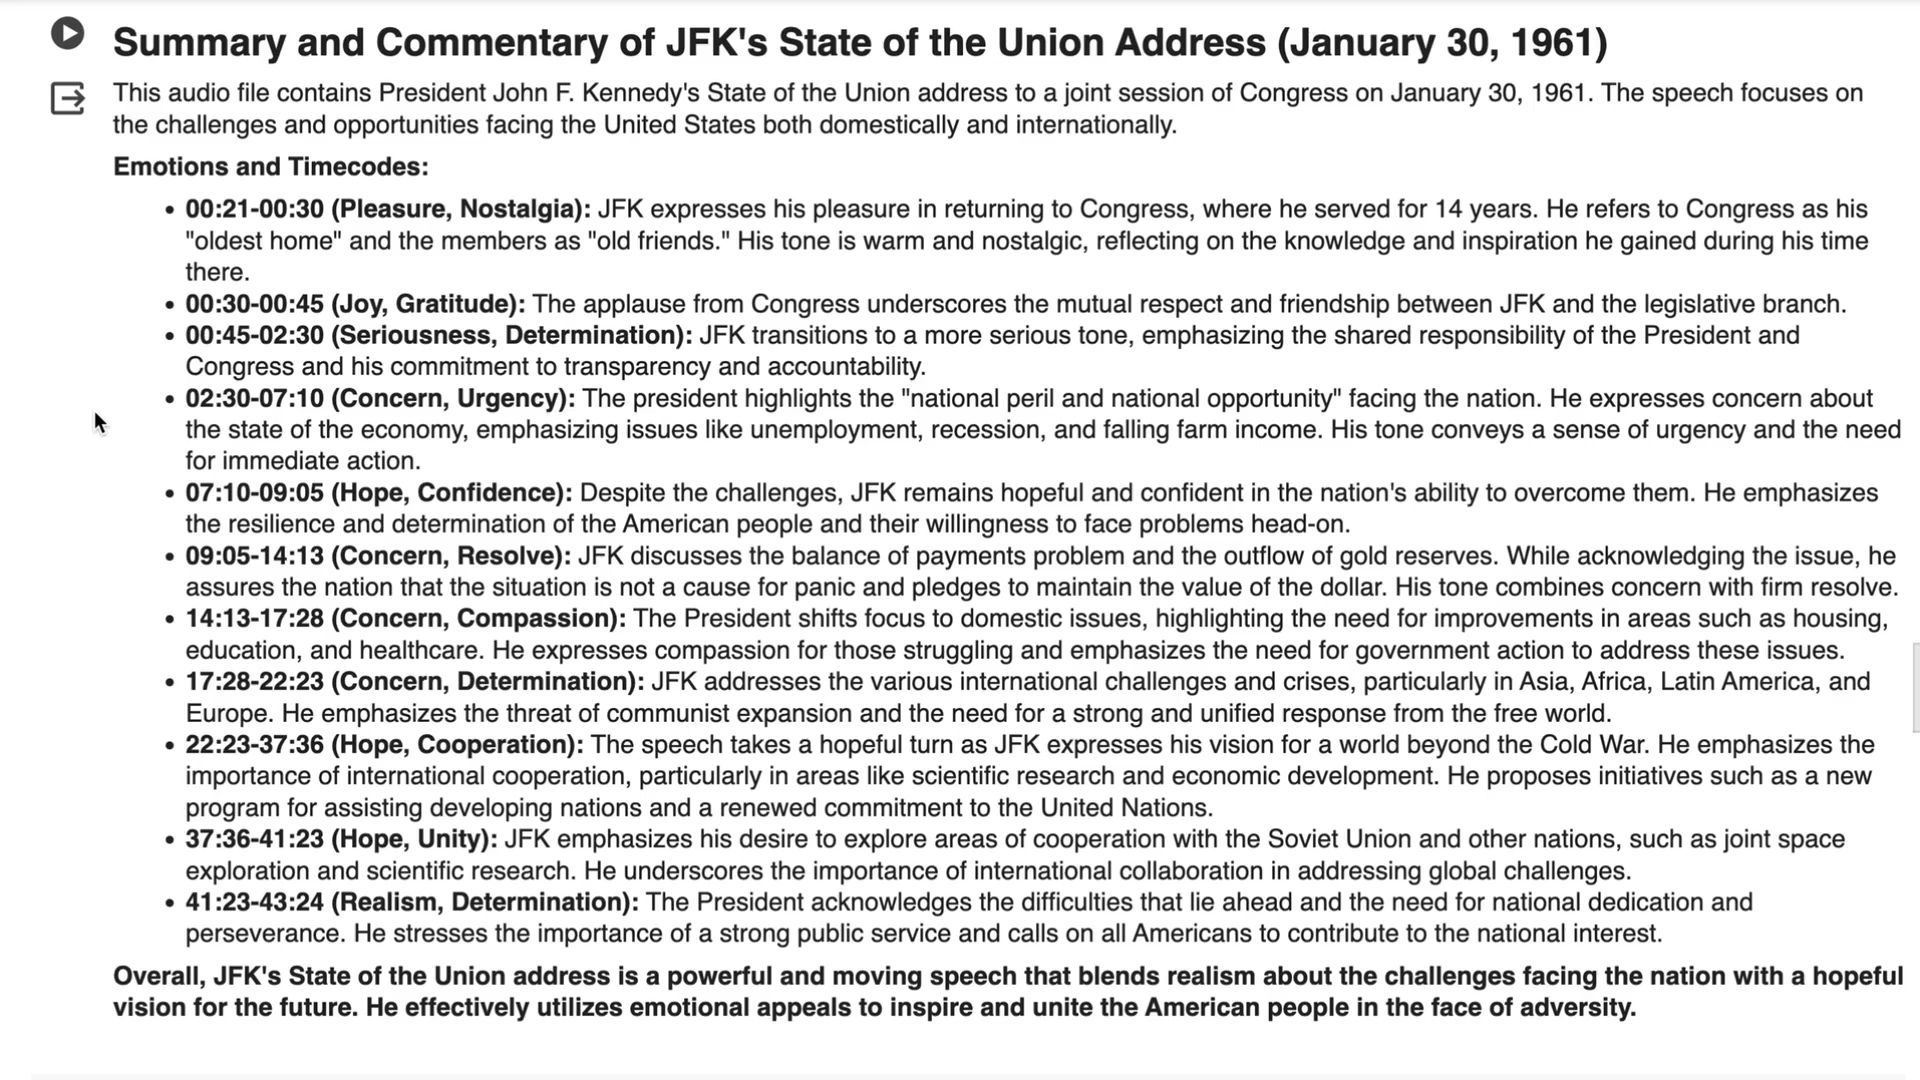 Summary and Commentary of JFK's State of the Union Address (January 30, 1961)
This audio file contains President John F. Kennedy's State of the Union address to a joint session of Congress on January 30, 1961. The speech focuses on
the challenges and opportunities facing the United States both domestically and internationally.
Emotions and Timecodes:
• 00:21-00:30 (Pleasure, Nostalgia): JFK expresses his pleasure in returning to Congress, where he served for 14 years. He refers to Congress as his
"oldest home" and the members as "old friends." His tone is warm and nostalgic, reflecting on the knowledge and inspiration he gained during his time
there.
• 00:30-00:45 (Joy, Gratitude): The applause from Congress underscores the mutual respect and friendship between JFK and the legislative branch.
• 00:45-02:30 (Seriousness, Determination): JFK transitions to a more serious tone, emphasizing the shared responsibility of the President and
Congress and his commitment to transparency and accountability.
• 02:30-07:10 (Concern, Urgency): The president highlights the "national peril and national opportunity" facing the nation. He expresses concern about
the state of the economy, emphasizing issues like unemployment, recession, and falling farm income. His tone conveys a sense of urgency and the need
for immediate action.
• 07:10-09:05 (Hope, Confidence): Despite the challenges, JFK remains hopeful and confident in the nation's ability to overcome them. He emphasizes
the resilience and determination of the American people and their willingness to face problems head-on.
• 09:05-14:13 (Concern, Resolve): JFK discusses the balance of payments problem and the outflow of gold reserves. While acknowledging the issue, he
assures the nation that the situation is not a cause for panic and pledges to maintain the value of the dollar. His tone combines concern with firm resolve.
• 14:13-17:28 (Concern, Compassion): The President shifts focus to domestic issues, highlighting the need for improvements in areas such as housing,
education, and healthcare. He expresses compassion for those struggling and emphasizes the need for government action to address these issues.
• 17:28-22:23 (Concern, Determination): JFK addresses the various international challenges and crises, particularly in Asia, Africa, Latin America, and
Europe. He emphasizes the threat of communist expansion and the need for a strong and unified response from the free world.
• 22:23-37:36 (Hope, Cooperation): The speech takes a hopeful turn as JFK expresses his vision for a world beyond the Cold War. He emphasizes the
importance of international cooperation, particularly in areas like scientific research and economic development. He proposes initiatives such as a new
program for assisting developing nations and a renewed commitment to the United Nations.
• 37:36-41:23 (Hope, Unity): JFK emphasizes his desire to explore areas of cooperation with the Soviet Union and other nations, such as joint space
exploration and scientific research. He underscores the importance of international collaboration in addressing global challenges.
• 41:23-43:24 (Realism, Determination): The President acknowledges the difficulties that lie ahead and the need for national dedication and
perseverance. He stresses the importance of a strong public service and calls on all Americans to contribute to the national interest.
Overall, JFK's State of the Union address is a powerful and moving speech that blends realism about the challenges facing the nation with a hopeful
vision for the future. He effectively utilizes emotional appeals to inspire and unite the American people in the face of adversity.